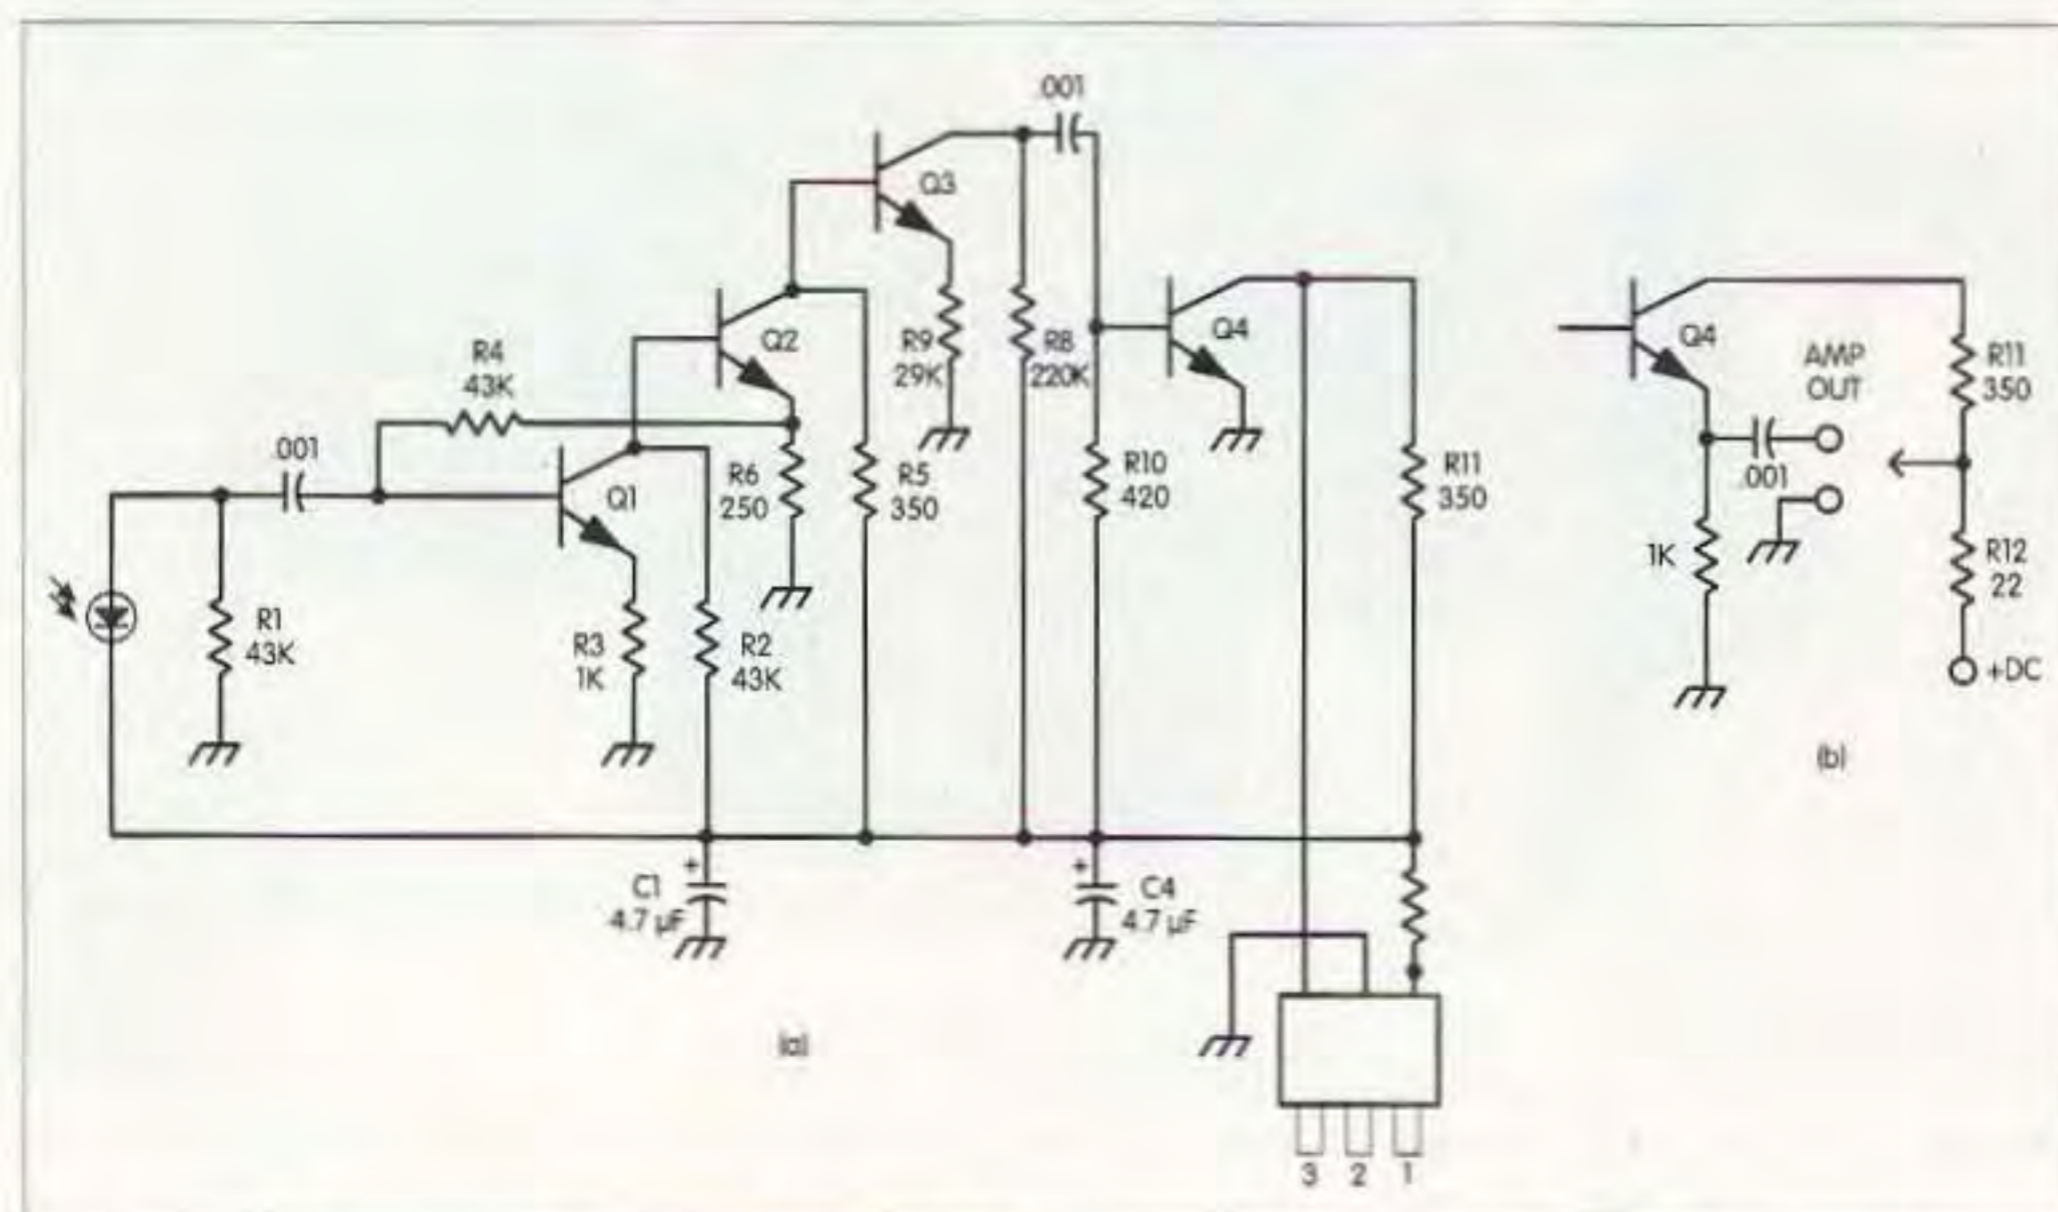 .001
Q3
Q2
R9
29K
R8
220K
Q4
R4
43K
.001
Q1
R6
250
R5
350
R10
420
R11
350
R1
43K
R3
1K
R2
43K
+
C1
4.7 µF
+
C4
4.7 µF
(a)
3 2 1
Q4
AMP
OUT
R11
350
.001
1K
R12
22
+DC
(b)